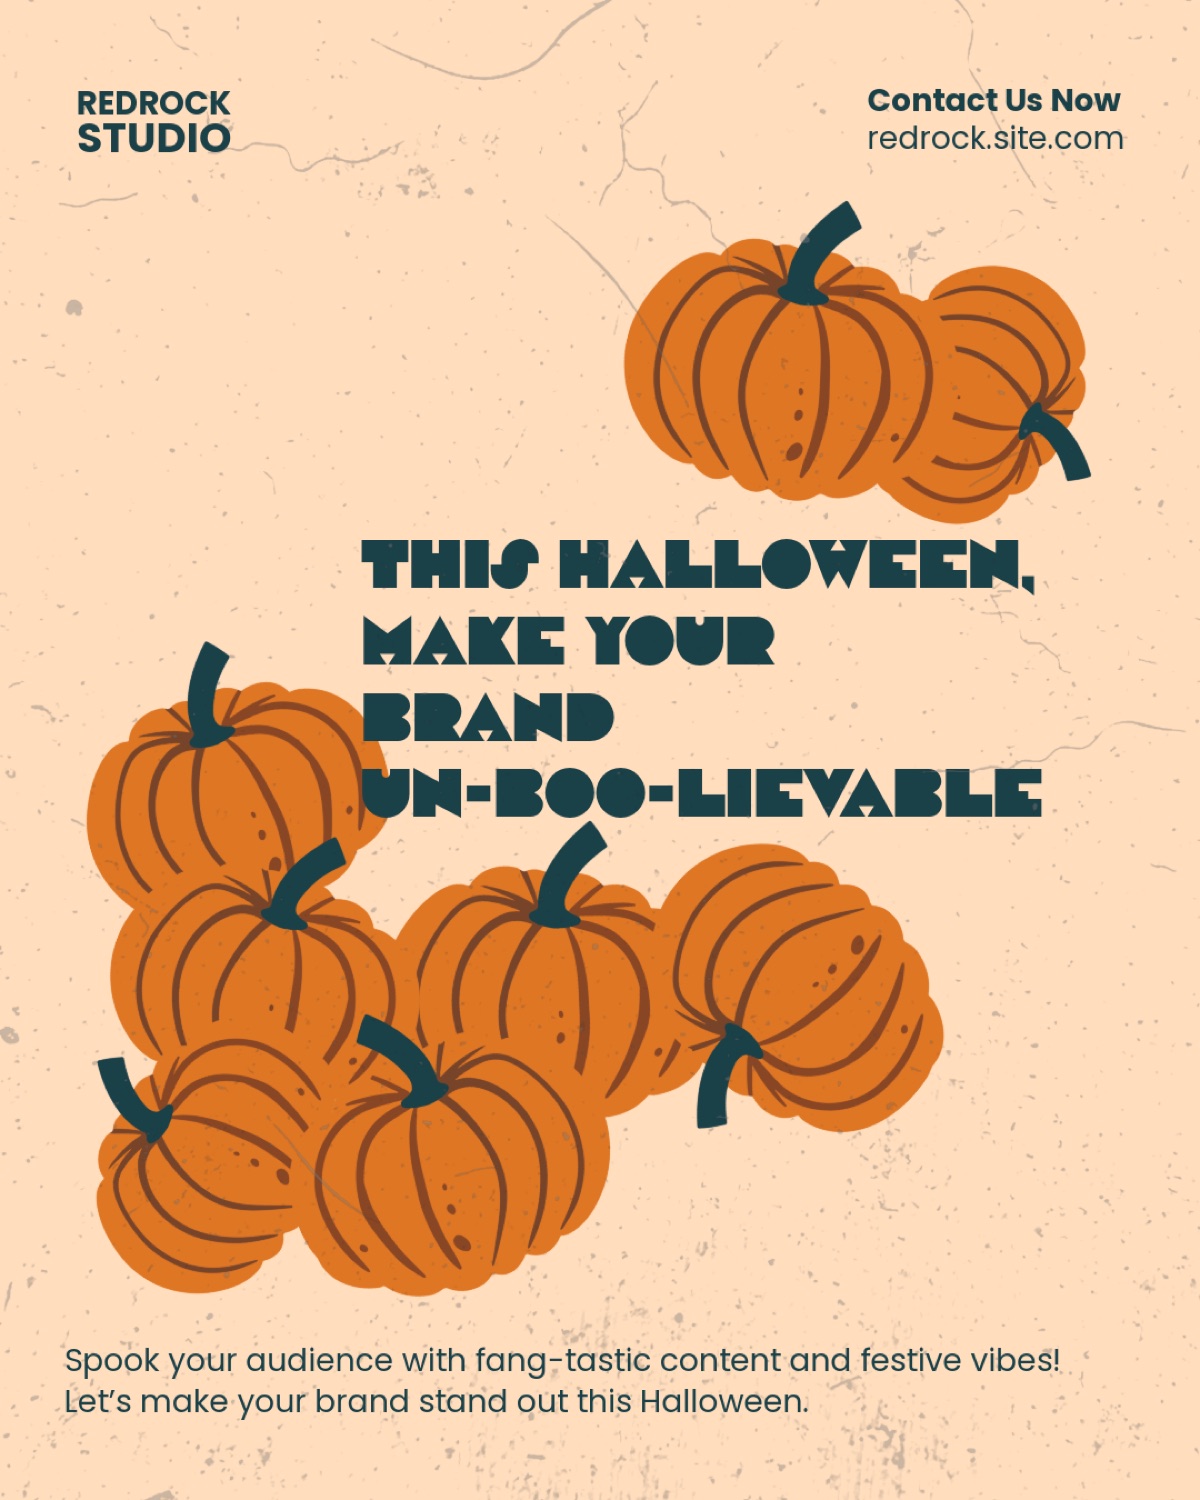 REDROCK
STUDIO
Contact Us Now
redrock.site.com
THIS HALLOWEEN,
MAKE YOUR
BRAND
UN-BOO-LIEVABLE
Spook your audience with fang-tastic content and festive vibes!
Let’s make your brand stand out this Halloween.